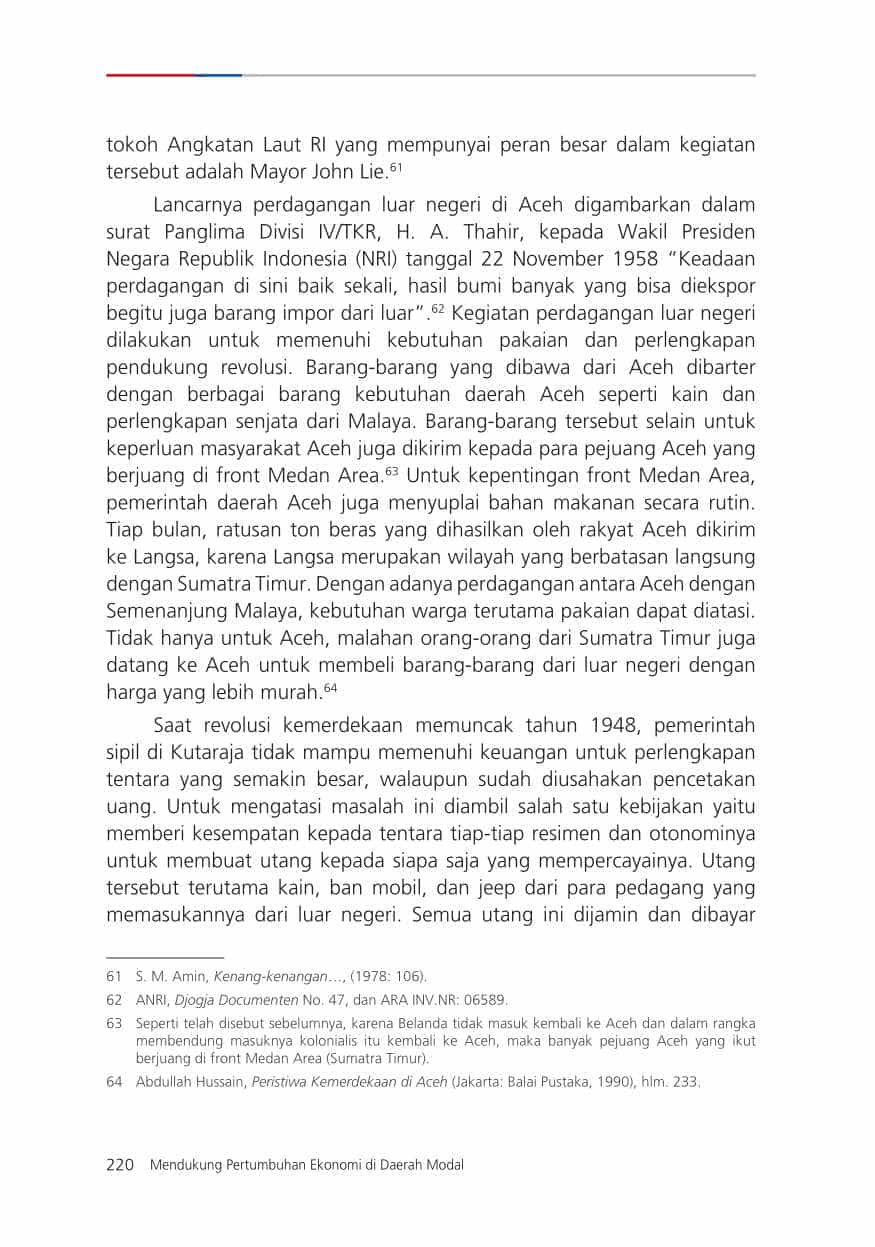 tokoh Angkatan Laut RI yang mempunyai peran besar dalam kegiatan
tersebut adalah Mayor John Lie.61
Lancarnya perdagangan luar negeri di Aceh digambarkan dalam
surat Panglima Divisi IV/TKR, H. A. Thahir, kepada Wakil Presiden
Negara Republik Indonesia (NRI) tanggal 22 November 1958 “Keadaan
perdagangan di sini baik sekali, hasil bumi banyak yang bisa diekspor
begitu juga barang impor dari luar”.62 Kegiatan perdagangan luar negeri
dilakukan untuk memenuhi kebutuhan pakaian dan perlengkapan
pendukung revolusi. Barang-barang yang dibawa dari Aceh dibarter
dengan berbagai barang kebutuhan daerah Aceh seperti kain dan
perlengkapan senjata dari Malaya. Barang-barang tersebut selain untuk
keperluan masyarakat Aceh juga dikirim kepada para pejuang Aceh yang
berjuang di front Medan Area.63 Untuk kepentingan front Medan Area,
pemerintah daerah Aceh juga menyuplai bahan makanan secara rutin.
Tiap bulan, ratusan ton beras yang dihasilkan oleh rakyat Aceh dikirim
ke Langsa, karena Langsa merupakan wilayah yang berbatasan langsung
dengan Sumatra Timur. Dengan adanya perdagangan antara Aceh dengan
Semenanjung Malaya, kebutuhan warga terutama pakaian dapat diatasi.
Tidak hanya untuk Aceh, malahan orang-orang dari Sumatra Timur juga
datang ke Aceh untuk membeli barang-barang dari luar negeri dengan
harga yang lebih murah.64
Saat revolusi kemerdekaan memuncak tahun 1948, pemerintah
sipil di Kutaraja tidak mampu memenuhi keuangan untuk perlengkapan
tentara yang semakin besar, walaupun sudah diusahakan pencetakan
uang. Untuk mengatasi masalah ini diambil salah satu kebijakan yaitu
memberi kesempatan kepada tentara tiap-tiap resimen dan otonominya
untuk membuat utang kepada siapa saja yang mempercayainya. Utang
tersebut terutama kain, ban mobil, dan jeep dari para pedagang yang
memasukannya dari luar negeri. Semua utang ini dijamin dan dibayar
61 S. M. Amin, Kenang-kenangan…, (1978: 106).
62 ANRI, Djogja Documenten No. 47, dan ARA INV.NR: 06589.
63 Seperti telah disebut sebelumnya, karena Belanda tidak masuk kembali ke Aceh dan dalam rangka
membendung masuknya kolonialis itu kembali ke Aceh, maka banyak pejuang Aceh yang ikut
berjuang di front Medan Area (Sumatra Timur).
64 Abdullah Hussain, Peristiwa Kemerdekaan di Aceh (Jakarta: Balai Pustaka, 1990), hlm. 233.
220 Mendukung Pertumbuhan Ekonomi di Daerah Modal